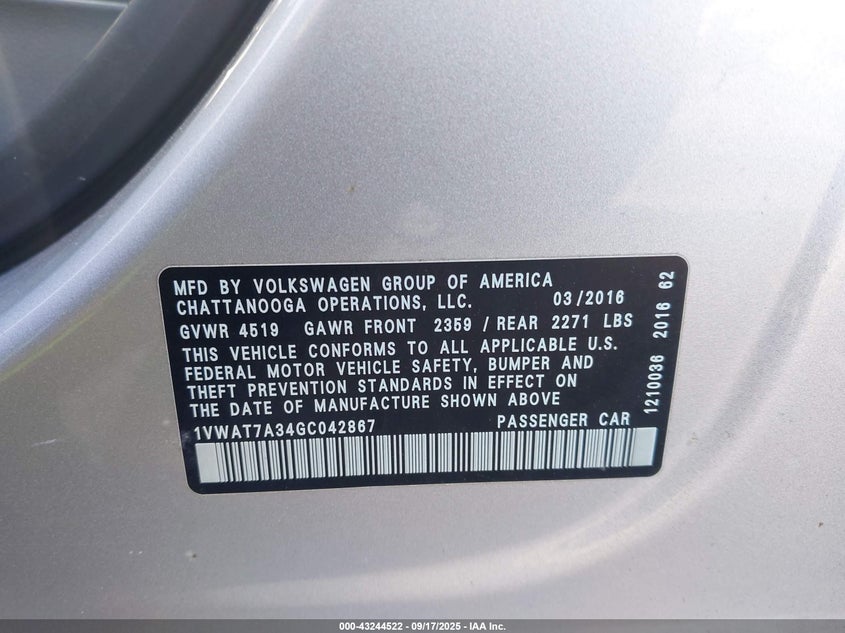 MFD BY VOLKSWAGEN GROUP OF AMERICA
CHATTANOOGA OPERATIONS, LLC. 03/2016
GVWR 4519 GAWR FRONT 2359 / REAR 2271 LBS
THIS VEHICLE CONFORMS TO ALL APPLICABLE U.S.
FEDERAL MOTOR VEHICLE SAFETY, BUMPER AND
THEFT PREVENTION STANDARDS IN EFFECT ON
THE DATE OF MANUFACTURE SHOWN ABOVE
1VWAT7A34GC042867 PASSENGER CAR
1210036 2016 62
000-43244522 - 09/17/2025 - IAA Inc.